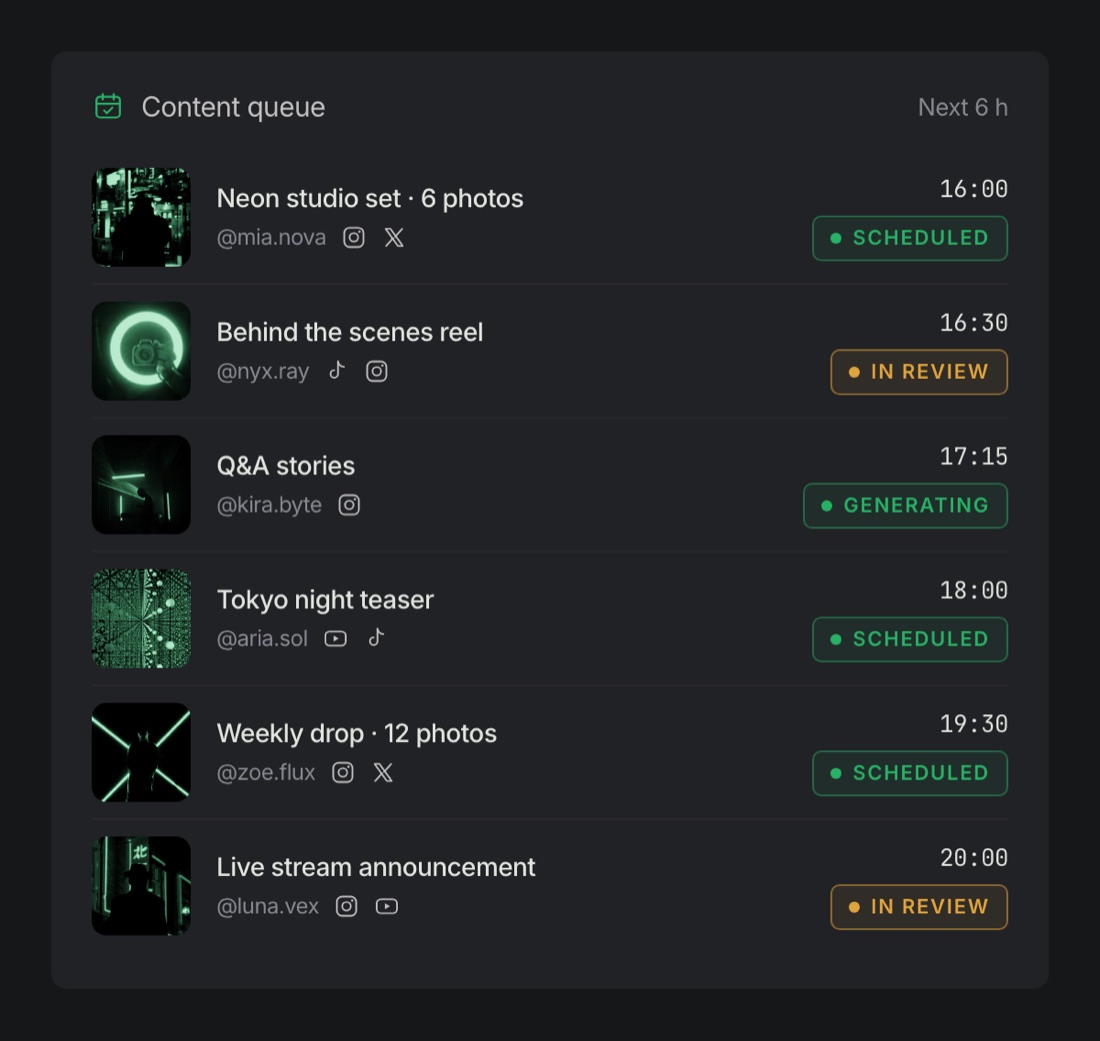 Content queue
Next 6 h
Neon studio set · 6 photos
16:00
@mia.nova
SCHEDULED
Behind the scenes reel
16:30
@nyx.ray
IN REVIEW
Q&A stories
17:15
@kira.byte
GENERATING
Tokyo night teaser
18:00
@aria.sol
SCHEDULED
Weekly drop · 12 photos
19:30
@zoe.flux
SCHEDULED
北
Live stream announcement
20:00
@luna.vex
IN REVIEW